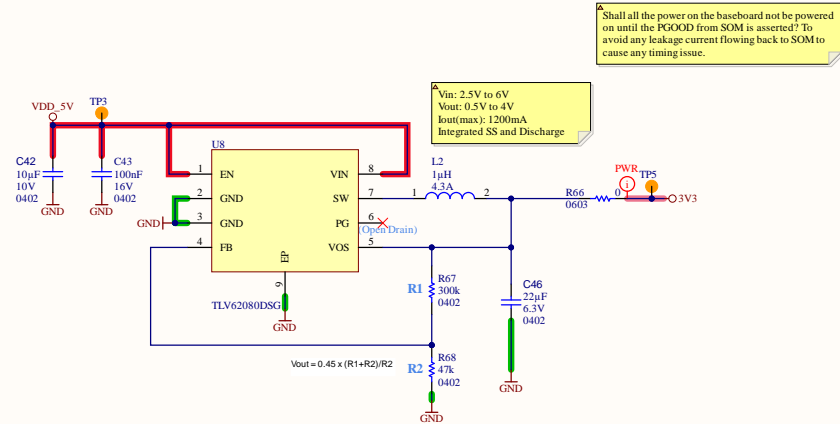 Shall all the power on the baseboard not be powered
on until the PGOOD from SOM is asserted? To
avoid any leakage current flowing back to SOM to
cause any timing issue.
Vin: 2.5V to 6V
Vout: 0.5V to 4V
Iout(max): 1200mA
Integrated SS and Discharge
VDD_5V
TP3
C42
10µF
10V
0402
GND
C43
100nF
16V
0402
GND
U8
1
EN
2
GND
3
GND
4
FB
VIN
8
SW
7
PG
6
(Open Drain)
VOS
5
EP
9
GND
TLV62080DSG
GND
L2
1µH
4.3A
1
2
R66
0603
0
PWR
i
TP5
3V3
R1
R67
300k
0402
C46
22µF
6.3V
0402
GND
Vout = 0.45 x (R1+R2)/R2
R2
R68
47k
0402
GND